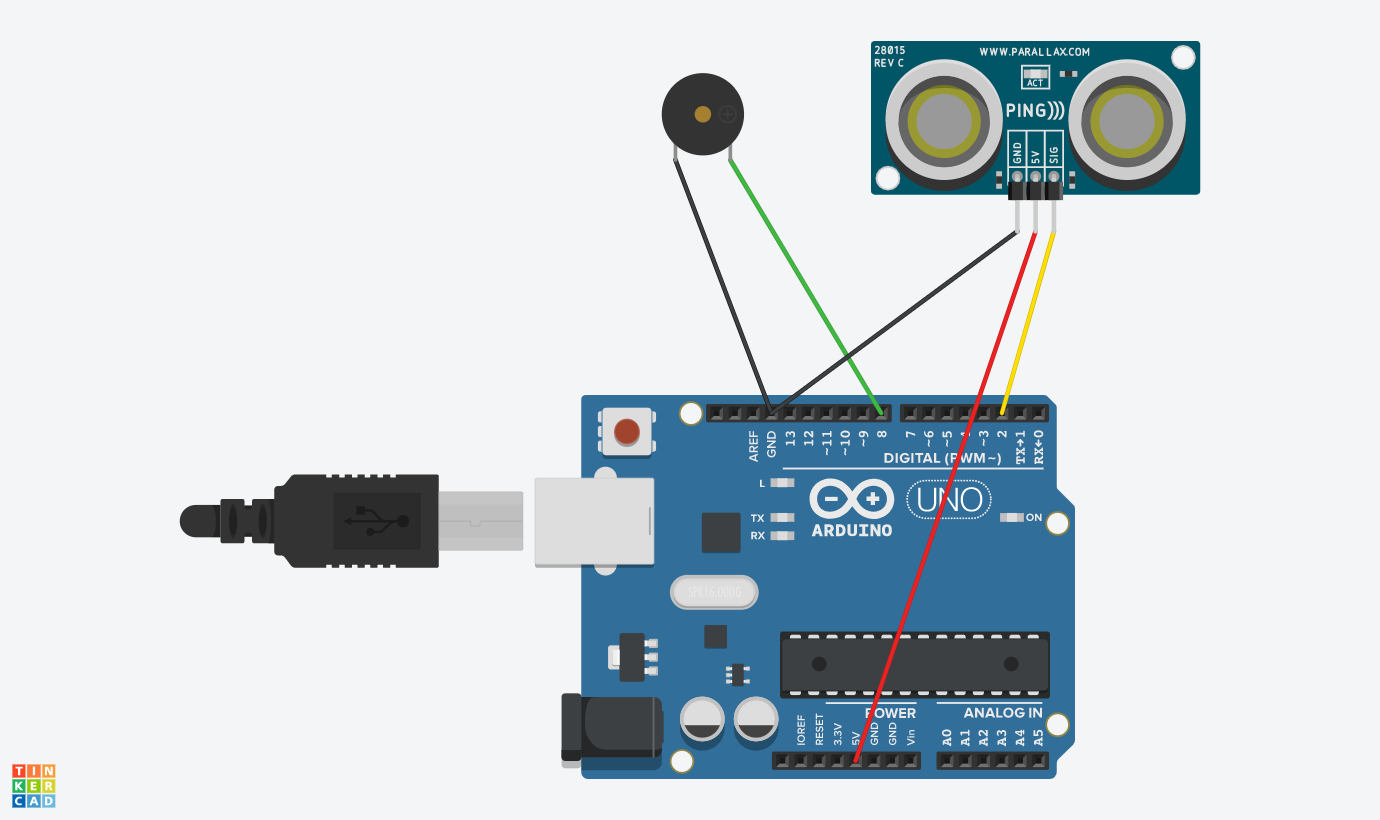 28015
REV C
WWW.PARALLAX.COM
ACT
PING)))
GND
5V
SIG
AREF
GND
13
12
~11
~10
~9
8
7
~6
~5
~3
2
TX→1
RX←0
DIGITAL (PWM~)
L
TX
RX
ARDUINO
UNO
ON
SPK16.000G
POWER
ANALOG IN
IOREF
RESET
3.3V
5V
GND
GND
Vin
A0
A1
A2
A3
A4
A5
TIN
KER
CAD